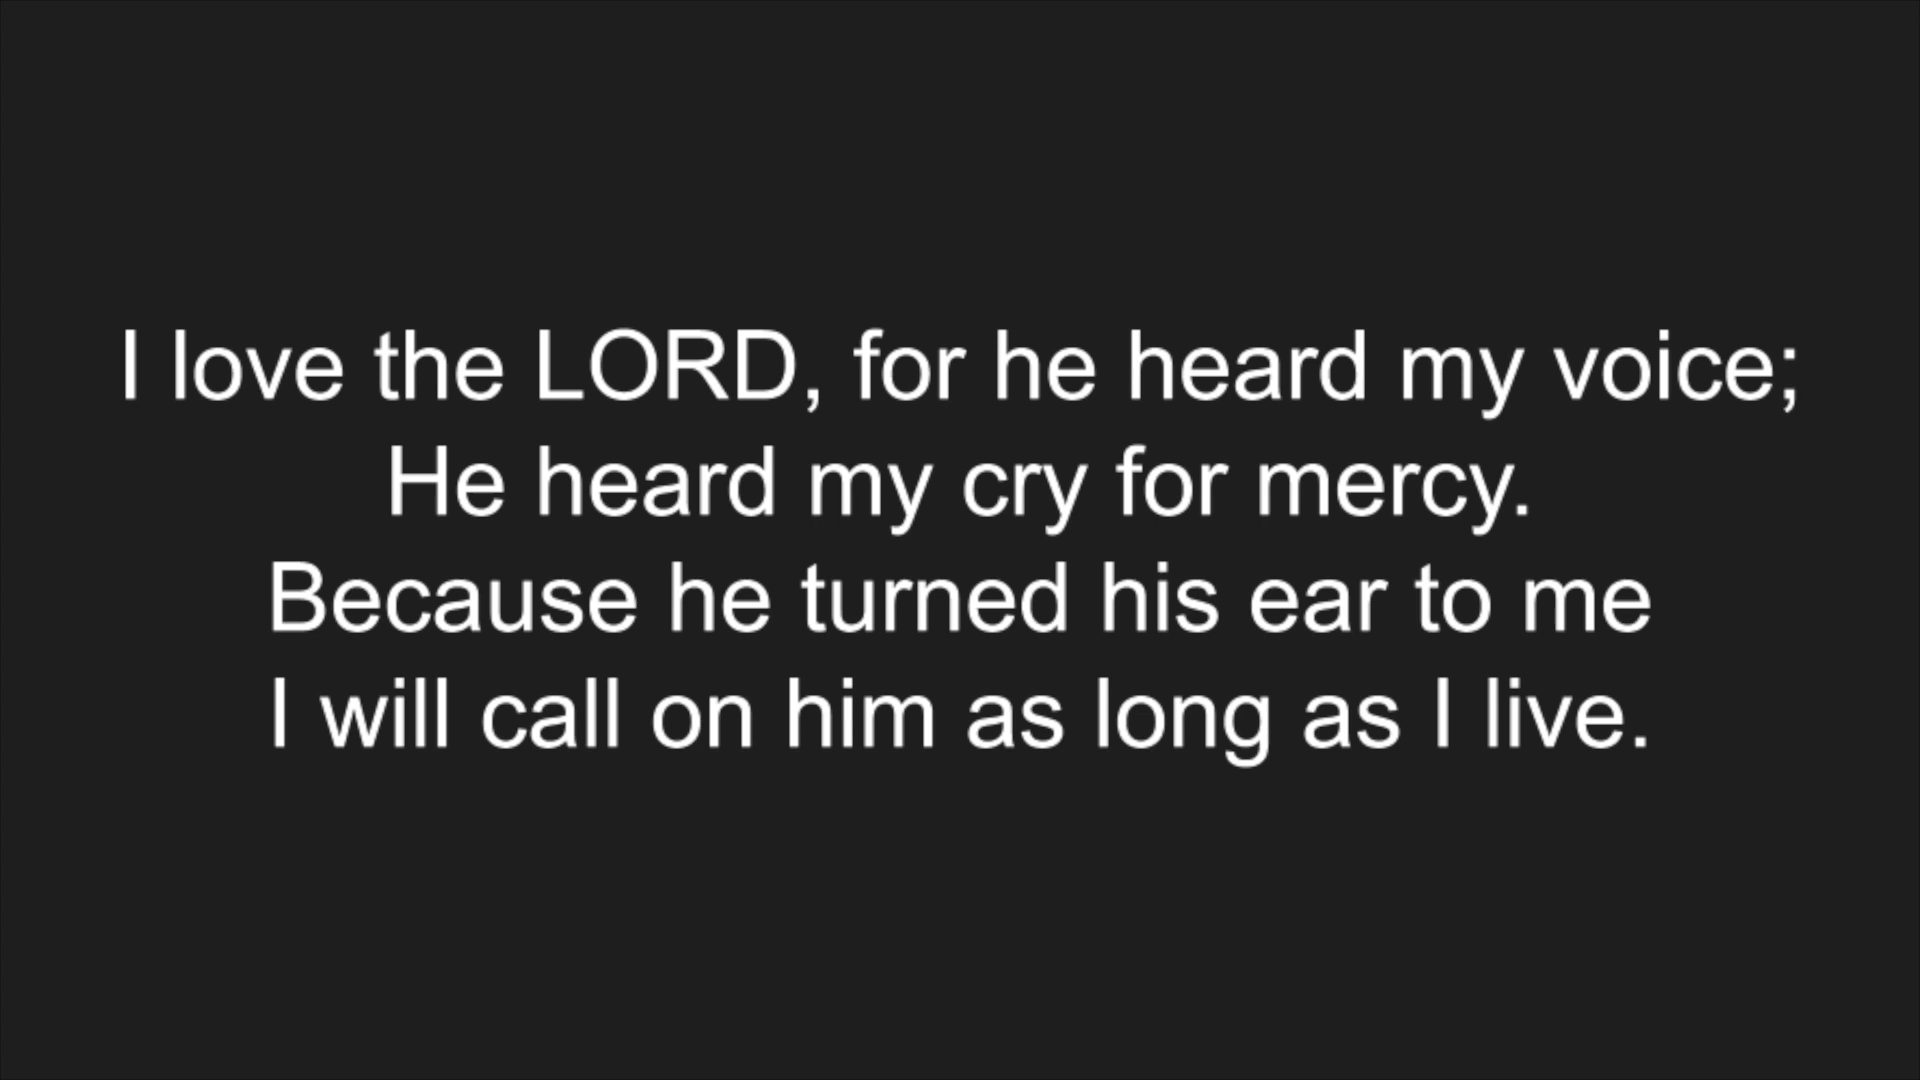 I love the LORD, for he heard my voice;
He heard my cry for mercy.
Because he turned his ear to me
I will call on him as long as I live.